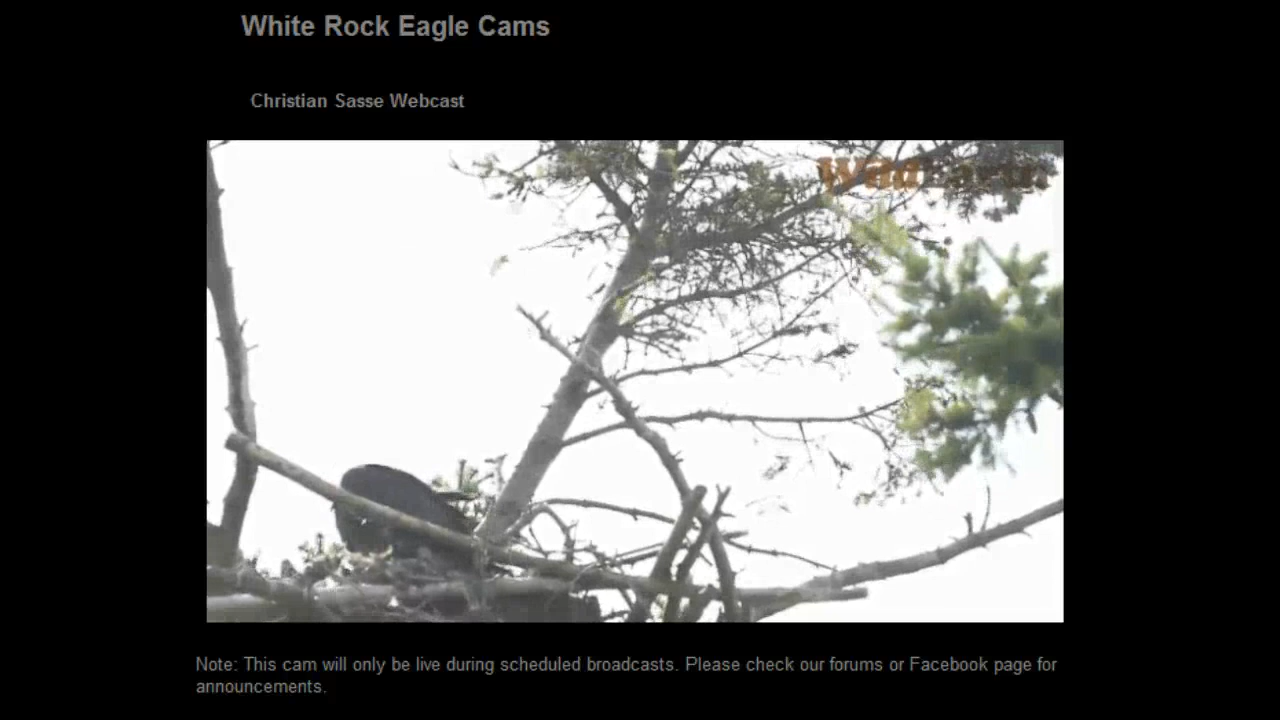 White Rock Eagle Cams
Christian Sasse Webcast
WildEarth
Note: This cam will only be live during scheduled broadcasts. Please check our forums or Facebook page for
announcements.